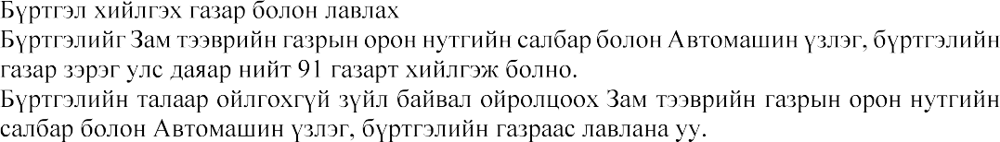 Бүртгэл хийлгэх газар болон лавлах
Бүртгэлийг Зам тээврийн газрын орон нутгийн салбар болон Автомашин үзлэг, бүртгэлийн
газар зэрэг улс даяар нийт 91 газарт хийлгэж болно.
Бүртгэлийн талаар ойлгохгүй зүйл байвал ойролцоох Зам тээврийн газрын орон нутгийн
салбар болон Автомашин үзлэг, бүртгэлийн газраас лавлана уу.